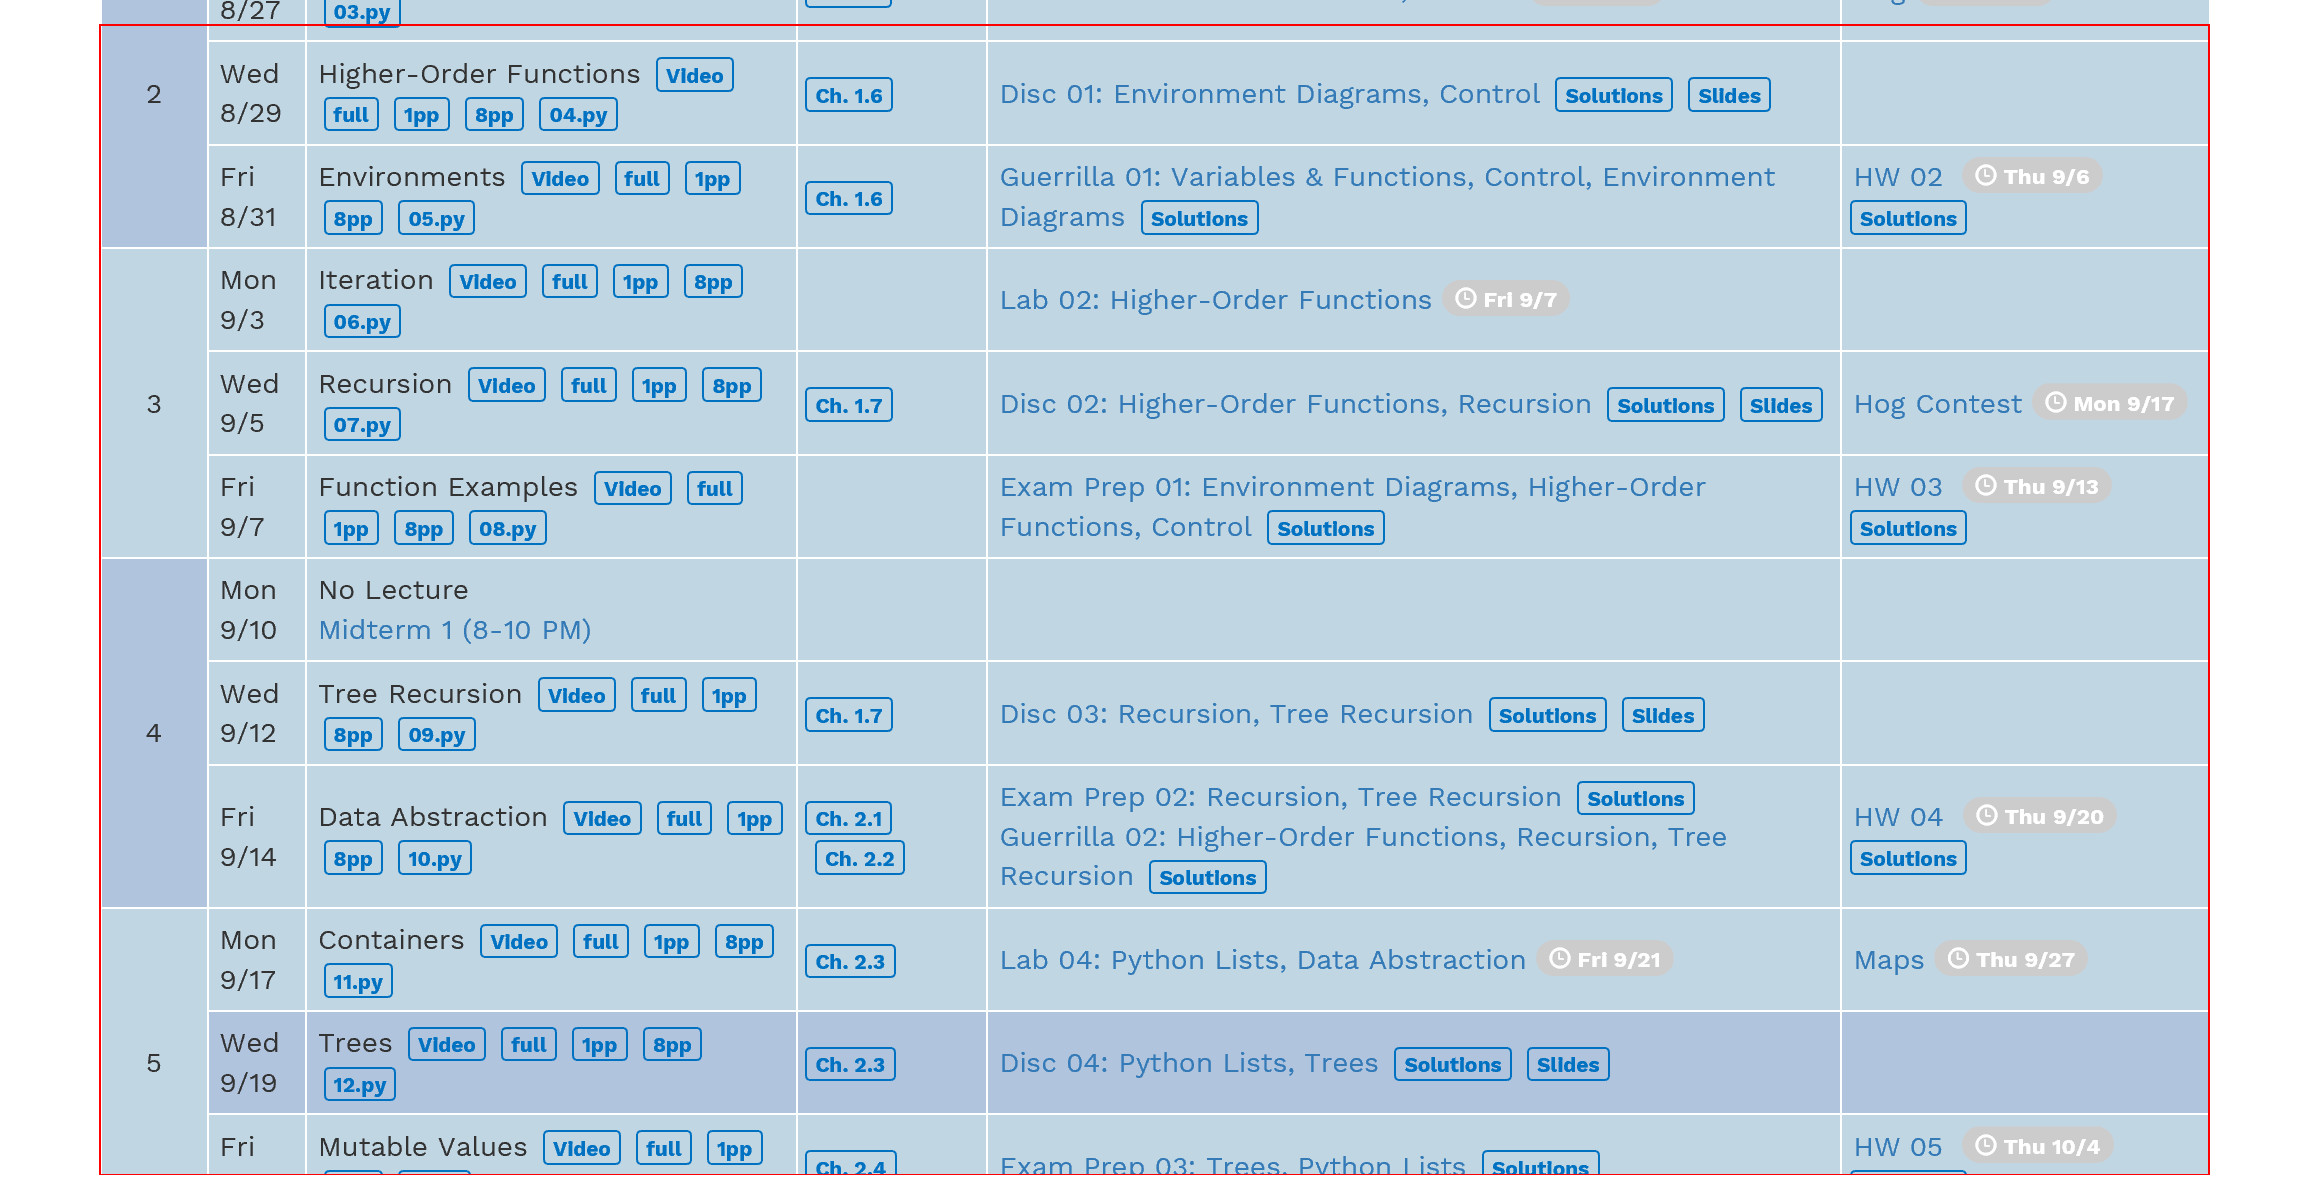 8/27 03.py
2
Wed Higher-Order Functions Video
8/29 full 1pp 8pp 04.py
Ch. 1.6
Disc 01: Environment Diagrams, Control Solutions Slides
Fri Environments Video full 1pp
8/31 8pp 05.py
Ch. 1.6
Guerrilla 01: Variables & Functions, Control, Environment
Diagrams Solutions
HW 02 Thu 9/6
Solutions
3
Mon Iteration Video full 1pp 8pp
9/3 06.py
Lab 02: Higher-Order Functions Fri 9/7
Wed Recursion Video full 1pp 8pp
9/5 07.py
Ch. 1.7
Disc 02: Higher-Order Functions, Recursion Solutions Slides
Hog Contest Mon 9/17
Fri Function Examples Video full
9/7 1pp 8pp 08.py
Exam Prep 01: Environment Diagrams, Higher-Order
Functions, Control Solutions
HW 03 Thu 9/13
Solutions
4
Mon No Lecture
9/10 Midterm 1 (8-10 PM)
Wed Tree Recursion Video full 1pp
9/12 8pp 09.py
Ch. 1.7
Disc 03: Recursion, Tree Recursion Solutions Slides
Fri Data Abstraction Video full 1pp
9/14 8pp 10.py
Ch. 2.1
Ch. 2.2
Exam Prep 02: Recursion, Tree Recursion Solutions
Guerrilla 02: Higher-Order Functions, Recursion, Tree
Recursion Solutions
HW 04 Thu 9/20
Solutions
5
Mon Containers Video full 1pp 8pp
9/17 11.py
Ch. 2.3
Lab 04: Python Lists, Data Abstraction Fri 9/21
Maps Thu 9/27
Wed Trees Video full 1pp 8pp
9/19 12.py
Ch. 2.3
Disc 04: Python Lists, Trees Solutions Slides
Fri Mutable Values Video full 1pp
Ch. 2.4
Exam Prep 03: Trees, Python Lists Solutions
HW 05 Thu 10/4